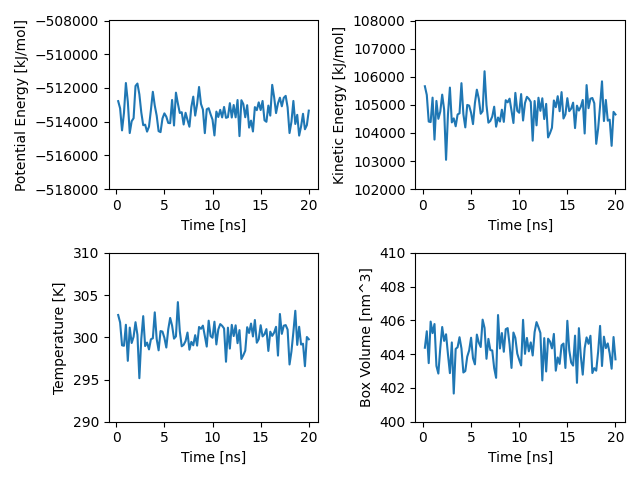 Potential Energy [kJ/mol]
−508000
−510000
−512000
−514000
−516000
−518000
0 5 10 15 20
Time [ns]
Kinetic Energy [kJ/mol]
108000
107000
106000
105000
104000
103000
102000
0 5 10 15 20
Time [ns]
Temperature [K]
310
305
300
295
290
0 5 10 15 20
Time [ns]
Box Volume [nm^3]
410
408
406
404
402
400
0 5 10 15 20
Time [ns]